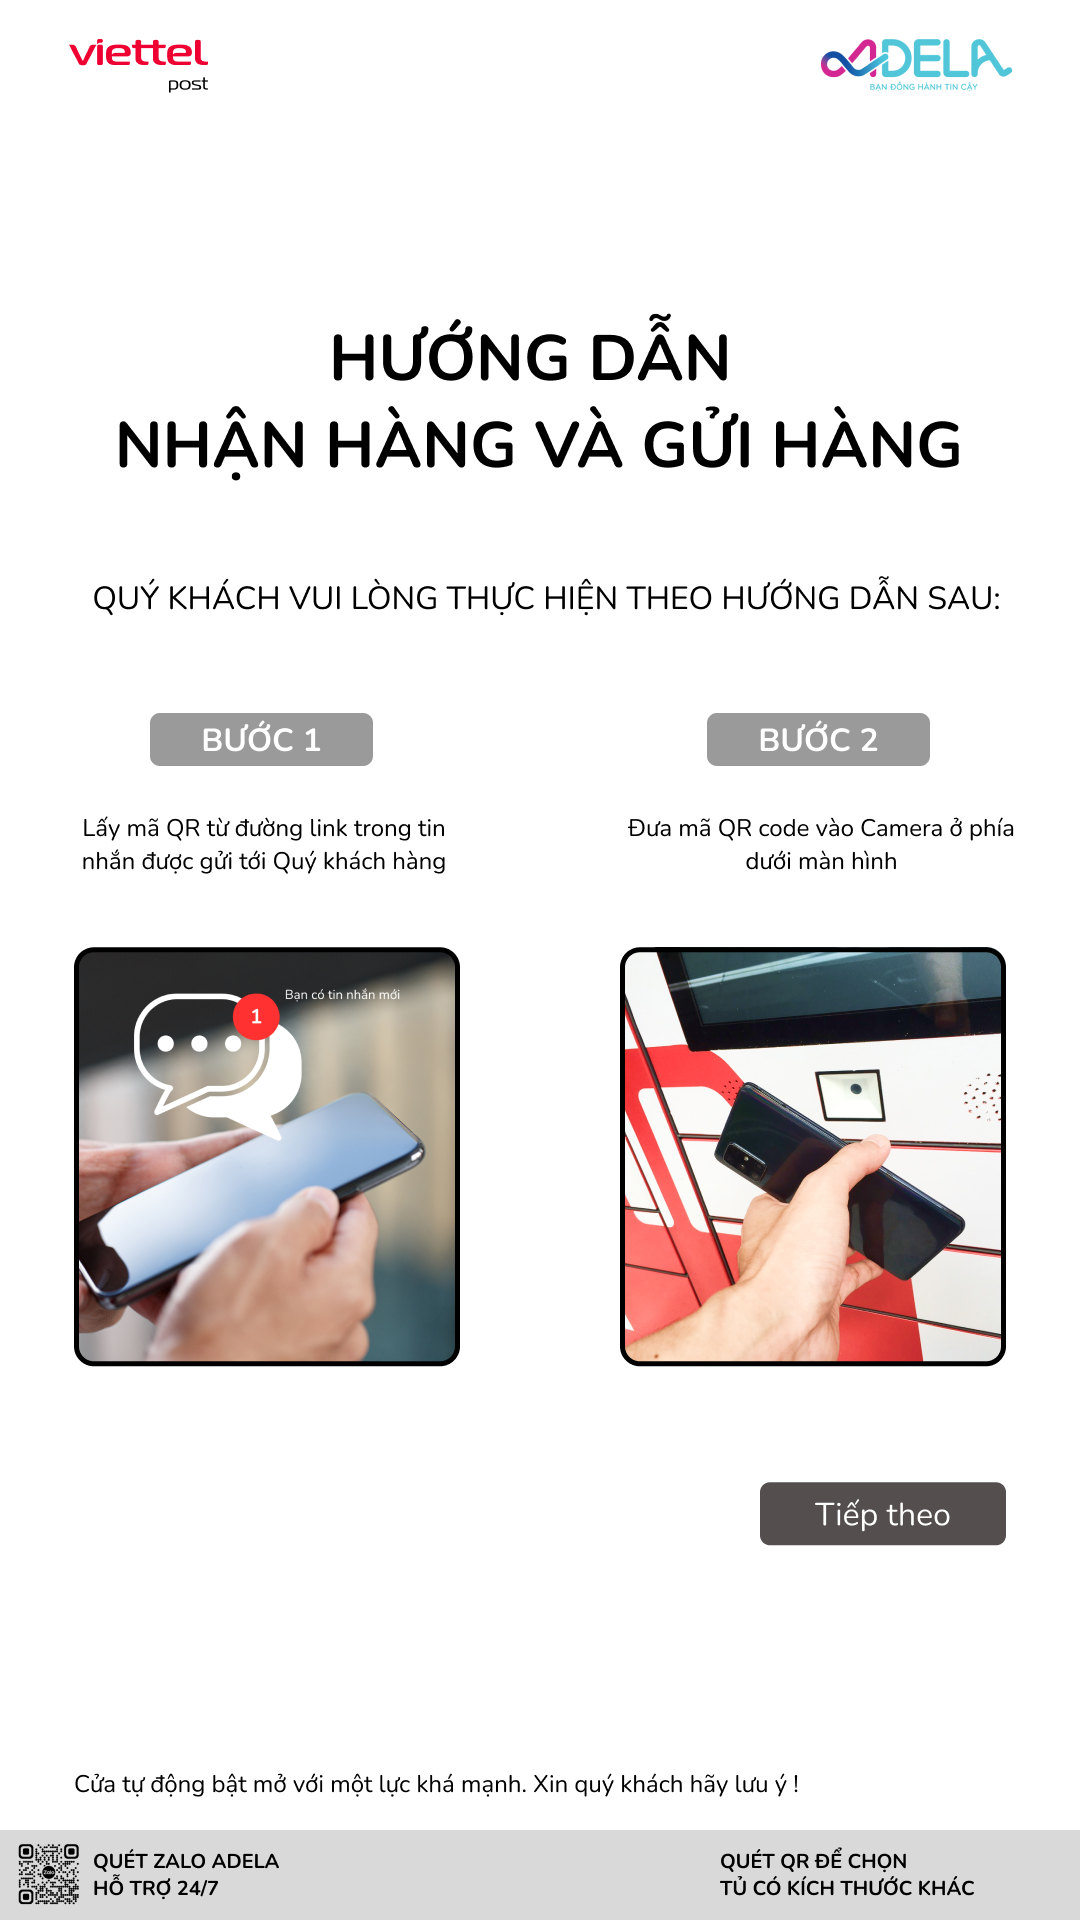 viettel
post
ADELA
BẠN ĐỒNG HÀNH TIN CẬY
HƯỚNG DẪN
NHẬN HÀNG VÀ GỬI HÀNG
QUÝ KHÁCH VUI LÒNG THỰC HIỆN THEO HƯỚNG DẪN SAU:
BƯỚC 1
Lấy mã QR từ đường link trong tin
nhắn được gửi tới Quý khách hàng
BƯỚC 2
Đưa mã QR code vào Camera ở phía
dưới màn hình
Bạn có tin nhắn mới
1
Tiếp theo
Cửa tự động bật mở với một lực khá mạnh. Xin quý khách hãy lưu ý !
Zalo
QUÉT ZALO ADELA
HỖ TRỢ 24/7
QUÉT QR ĐỂ CHỌN
TỦ CÓ KÍCH THƯỚC KHÁC